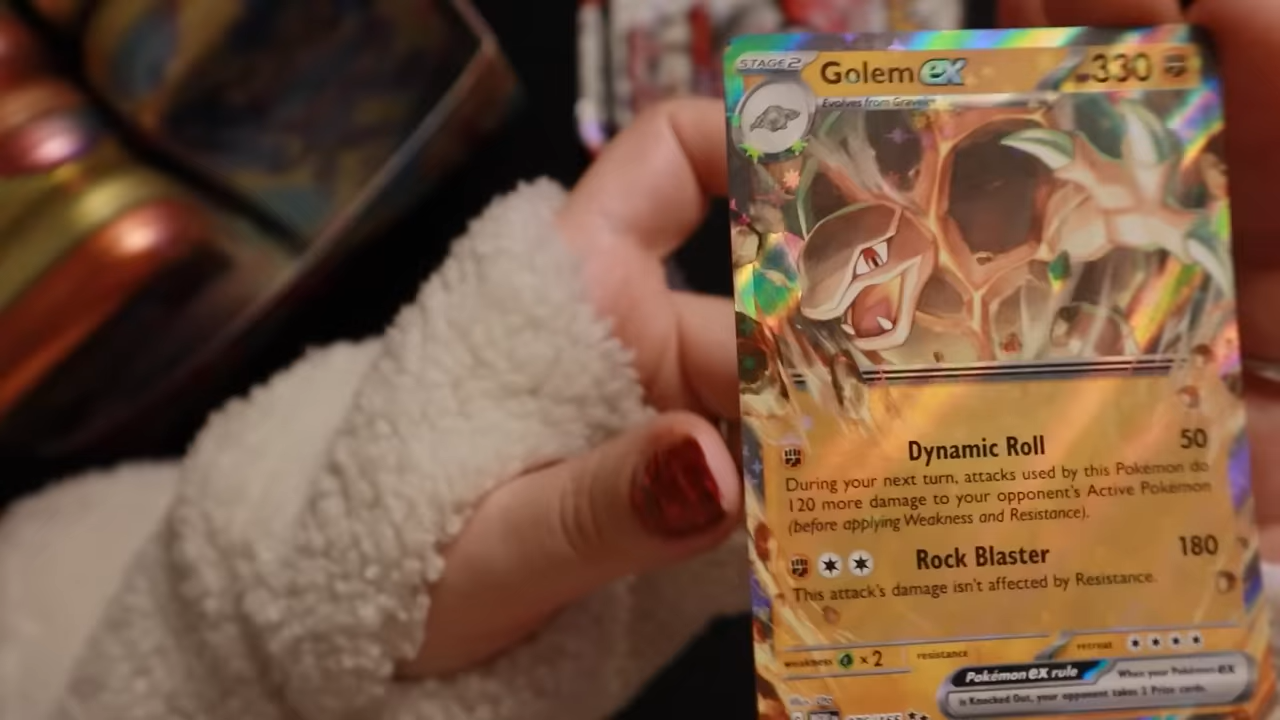 STAGE 2 Golem ex 330
Evolves from Graveler
Dynamic Roll 50
During your next turn, attacks used by this Pokémon do
120 more damage to your opponent's Active Pokémon
(before applying Weakness and Resistance).
Rock Blaster 180
This attack's damage isn't affected by Resistance.
weakness × 2 resistance retreat
Pokémon ex rule When your Pokémon ex
is Knocked Out, your opponent takes 2 Prize cards.